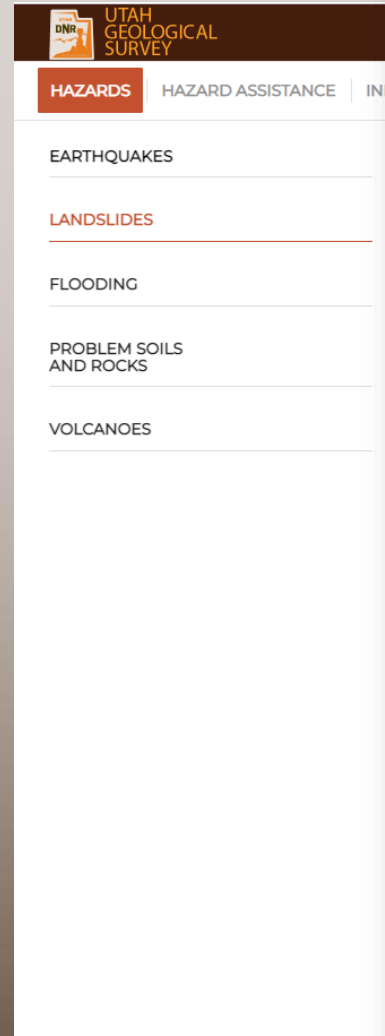 UTAH
DNR
UTAH
GEOLOGICAL
SURVEY
HAZARDS
HAZARD ASSISTANCE
EARTHQUAKES
LANDSLIDES
FLOODING
PROBLEM SOILS
AND ROCKS
VOLCANOES